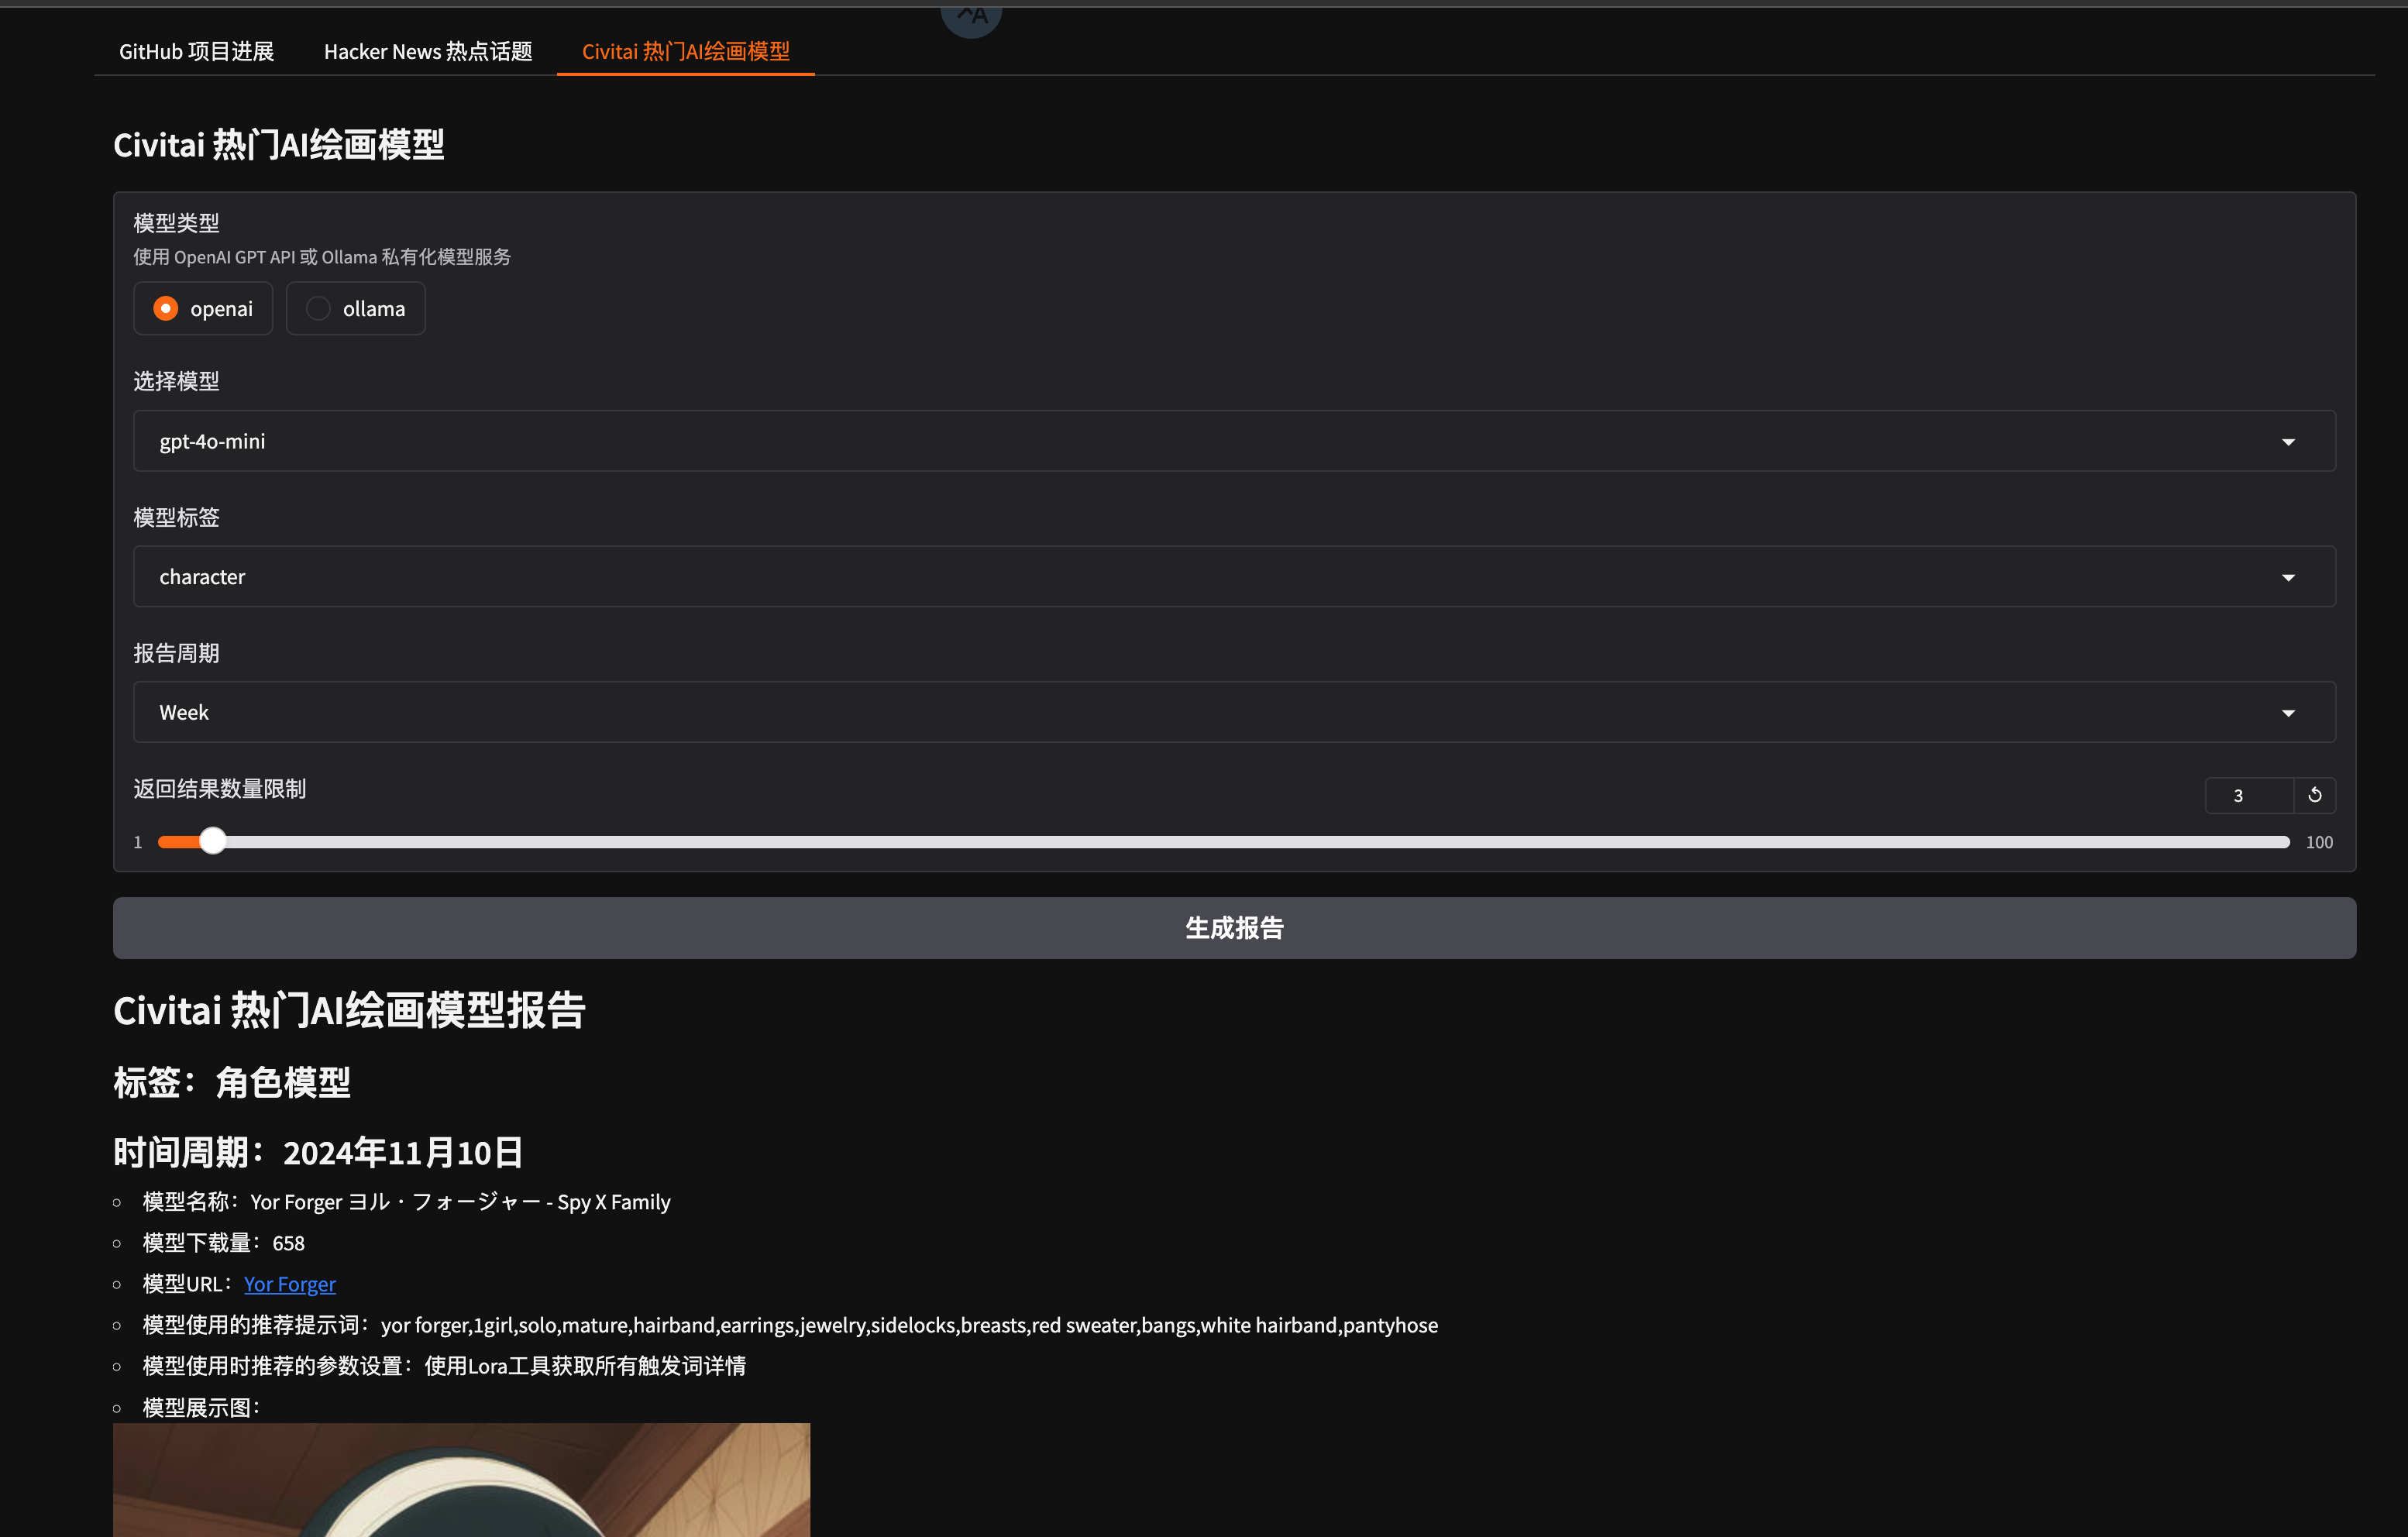 GitHub 项目进展
Hacker News 热点话题
Civitai 热门AI绘画模型
Civitai 热门AI绘画模型
模型类型
使用 OpenAI GPT API 或 Ollama 私有化模型服务
openai
ollama
选择模型
gpt-4o-mini
模型标签
character
报告周期
Week
返回结果数量限制
3
1
100
生成报告
Civitai 热门AI绘画模型报告
标签：角色模型
时间周期：2024年11月10日
模型名称：Yor Forger ヨル・フォージャー - Spy X Family
模型下载量：658
模型URL：Yor Forger
模型使用的推荐提示词：yor forger,1girl,solo,mature,hairband,earrings,jewelry,sidelocks,breasts,red sweater,bangs,white hairband,pantyhose
模型使用时推荐的参数设置：使用Lora工具获取所有触发词详情
模型展示图：